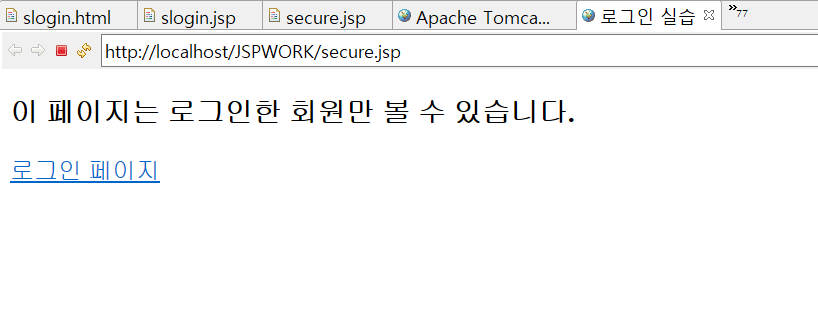 slogin.html slogin.jsp secure.jsp Apache Tomca... 로그인 실습 77
http://localhost/JSPWORK/secure.jsp
이 페이지는 로그인한 회원만 볼 수 있습니다.
로그인 페이지